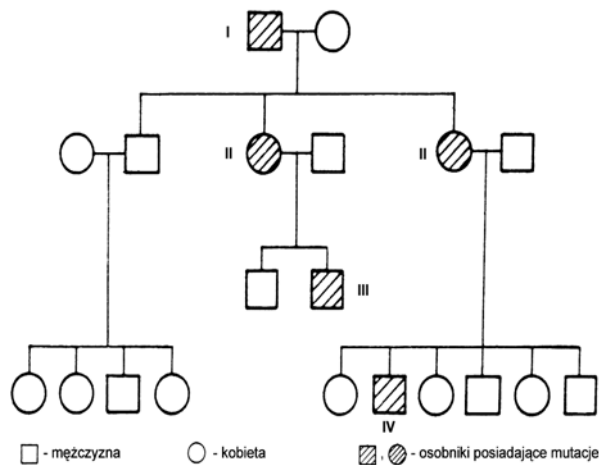 I
II
II
III
IV
- mężczyzna
- kobieta
, - osobniki posiadające mutacje